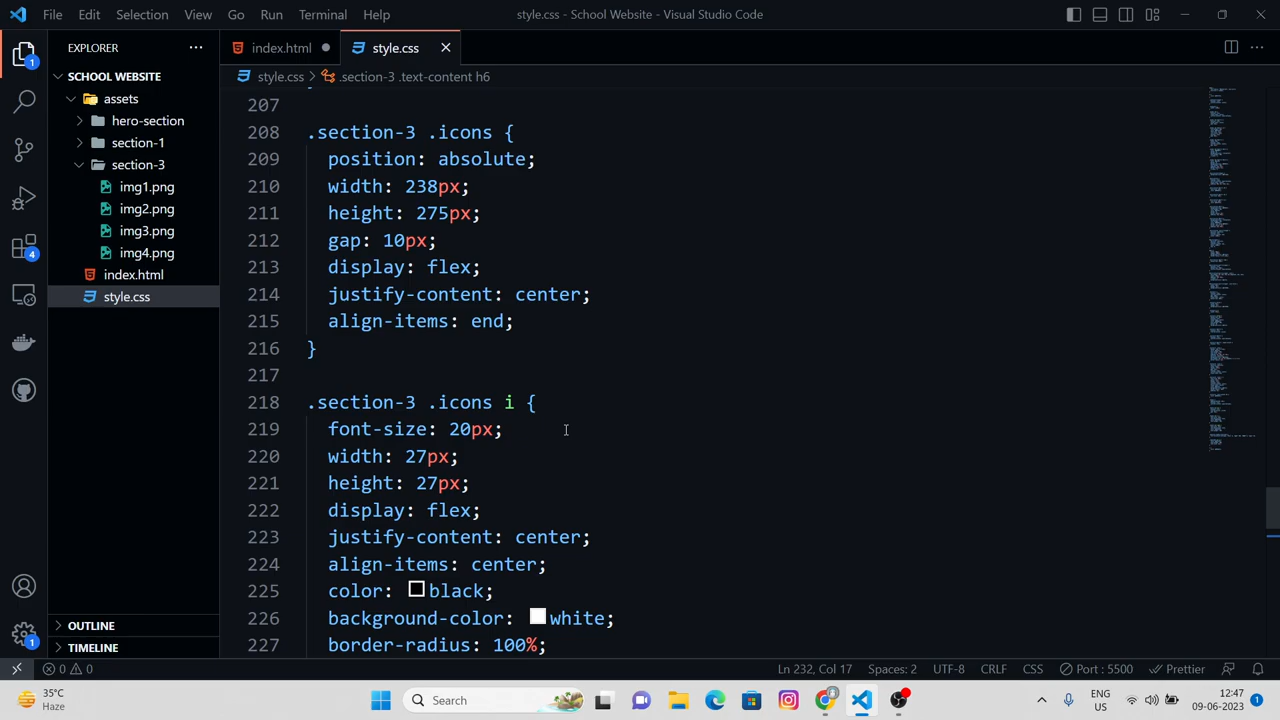 File Edit Selection View Go Run Terminal Help style.css - School Website - Visual Studio Code
EXPLORER
index.html
style.css
SCHOOL WEBSITE
style.css > .section-3 .text-content h6
assets
hero-section
section-1
section-3
img1.png
img2.png
img3.png
img4.png
index.html
style.css
207
208 .section-3 .icons {
209 position: absolute;
210 width: 238px;
211 height: 275px;
212 gap: 10px;
213 display: flex;
214 justify-content: center;
215 align-items: end;
216 }
217
218 .section-3 .icons i {
219 font-size: 20px;
220 width: 27px;
221 height: 27px;
222 display: flex;
223 justify-content: center;
224 align-items: center;
225 color: black;
226 background-color: white;
227 border-radius: 100%;
1
4
1
OUTLINE
TIMELINE
0 0
Ln 232, Col 17 Spaces: 2 UTF-8 CRLF CSS Port : 5500 Prettier
35°C
Haze
Search
ENG
US
12:47
09-06-2023
1